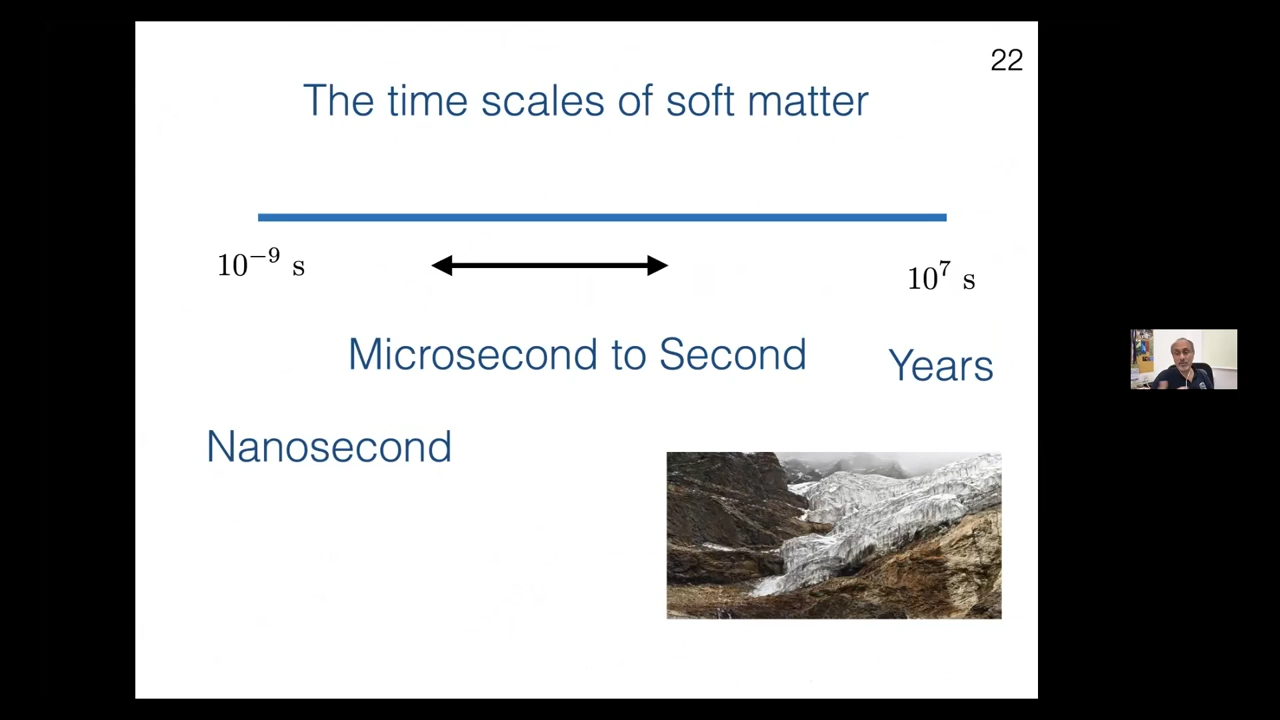 22
The time scales of soft matter
10⁻⁹ s
10⁷ s
Microsecond to Second
Years
Nanosecond